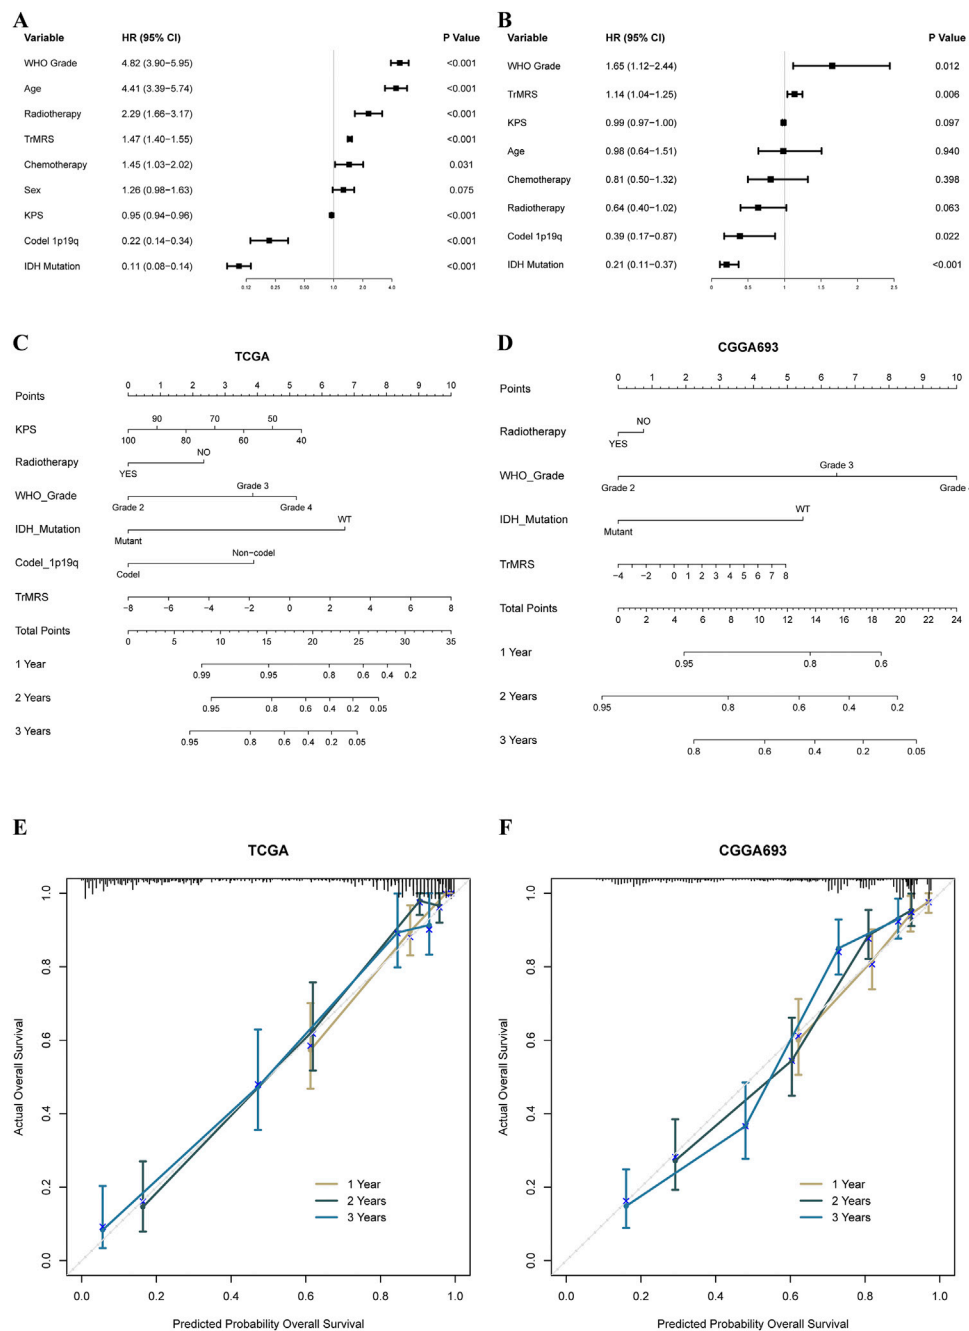 A
Variable HR (95% CI) P Value
WHO Grade 4.82 (3.90−5.95) <0.001
Age 4.41 (3.39−5.74) <0.001
Radiotherapy 2.29 (1.66−3.17) <0.001
TrMRS 1.47 (1.40−1.55) <0.001
Chemotherapy 1.45 (1.03−2.02) 0.031
Sex 1.26 (0.98−1.63) 0.075
KPS 0.95 (0.94−0.96) <0.001
Codel 1p19q 0.22 (0.14−0.34) <0.001
IDH Mutation 0.11 (0.08−0.14) <0.001
0.12 0.25 0.50 1.0 2.0 4.0
B
Variable HR (95% CI) P Value
WHO Grade 1.65 (1.12−2.44) 0.012
TrMRS 1.14 (1.04−1.25) 0.006
KPS 0.99 (0.97−1.00) 0.097
Age 0.98 (0.64−1.51) 0.940
Chemotherapy 0.81 (0.50−1.32) 0.398
Radiotherapy 0.64 (0.40−1.02) 0.063
Codel 1p19q 0.39 (0.17−0.87) 0.022
IDH Mutation 0.21 (0.11−0.37) <0.001
0 0.5 1 1.5 2 2.5
C
TCGA
Points 0 1 2 3 4 5 6 7 8 9 10
90 70 50
KPS
100 80 60 40
NO
Radiotherapy
YES
Grade 3
WHO_Grade
Grade 2 Grade 4
WT
IDH_Mutation
Mutant
Non−codel
Codel_1p19q
Codel
TrMRS
−8 −6 −4 −2 0 2 4 6 8
Total Points
0 5 10 15 20 25 30 35
1 Year
0.99 0.95 0.8 0.6 0.4 0.2
2 Years
0.95 0.8 0.6 0.4 0.2 0.05
3 Years
0.95 0.8 0.6 0.4 0.2 0.05
D
CGGA693
Points 0 1 2 3 4 5 6 7 8 9 10
NO
Radiotherapy
YES
Grade 3
WHO_Grade
Grade 2 Grade
WT
IDH_Mutation
Mutant
TrMRS
−4 −2 0 1 2 3 4 5 6 7 8
Total Points
0 2 4 6 8 10 12 14 16 18 20 22 24
1 Year
0.95 0.8 0.6
2 Years
0.95 0.8 0.6 0.4 0.2
3 Years
0.8 0.6 0.4 0.2 0.05
E
TCGA
Actual Overall Survival
1.0
0.8
0.6
0.4
0.2
0.0
1 Year
2 Years
3 Years
0.0 0.2 0.4 0.6 0.8 1.0
Predicted Probability Overall Survival
F
CGGA693
Actual Overall Survival
1.0
0.8
0.6
0.4
0.2
0.0
1 Year
2 Years
3 Years
0.0 0.2 0.4 0.6 0.8 1.0
Predicted Probability Overall Survival